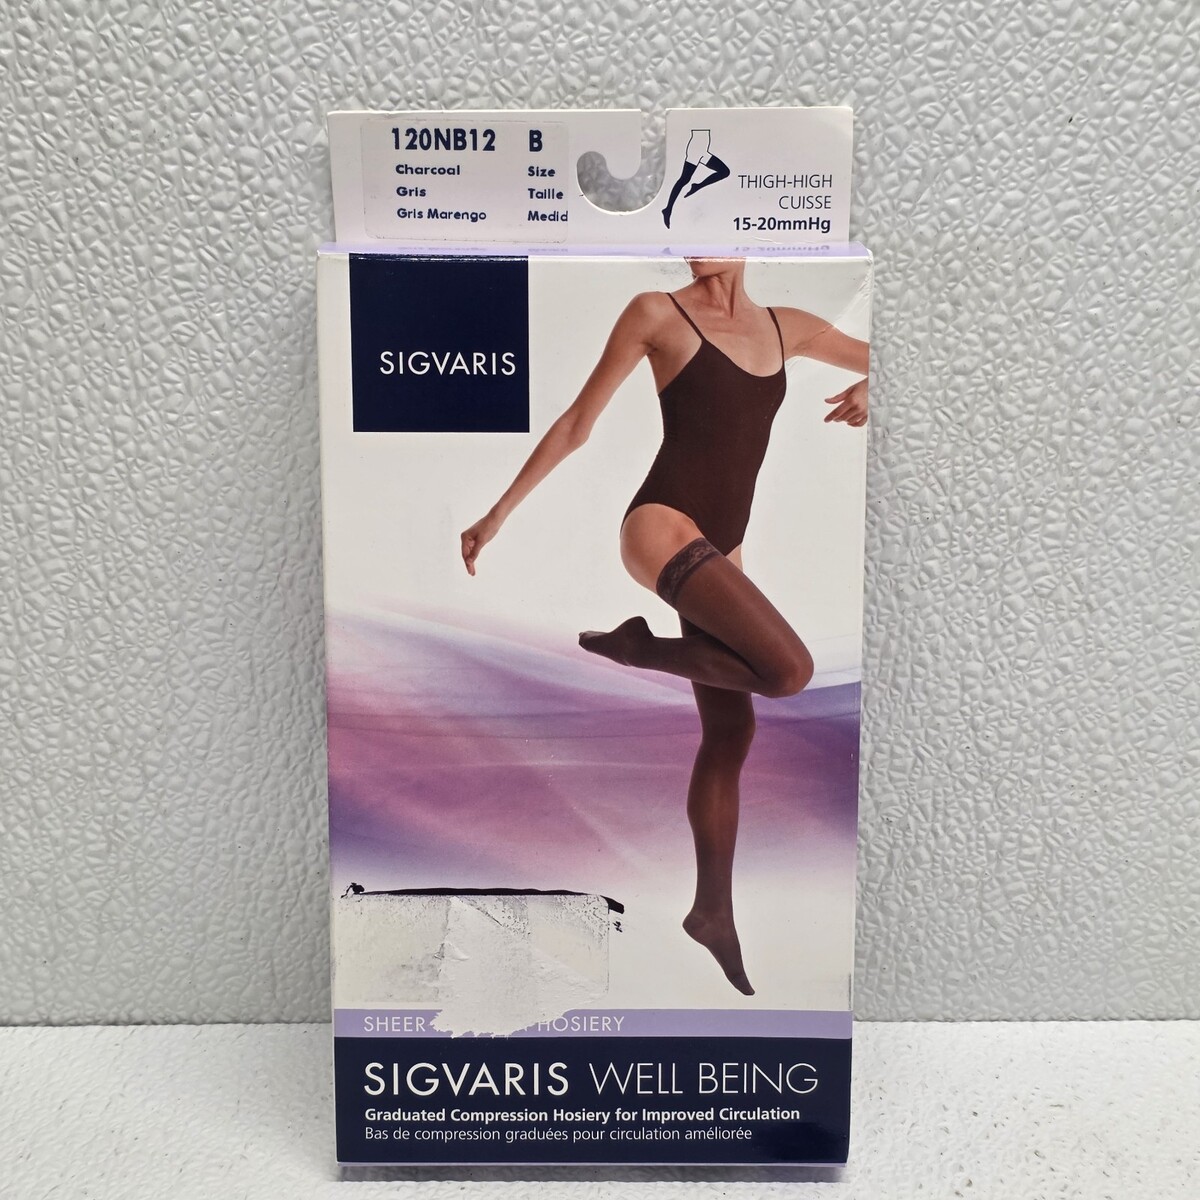 120NB12 B
Charcoal Size
Gris Taille
Gris Marengo Medid
THIGH-HIGH
CUISSE
15-20mmHg
SIGVARIS
SHEER HOSIERY
SIGVARIS WELL BEING
Graduated Compression Hosiery for Improved Circulation
Bas de compression graduées pour circulation améliorée